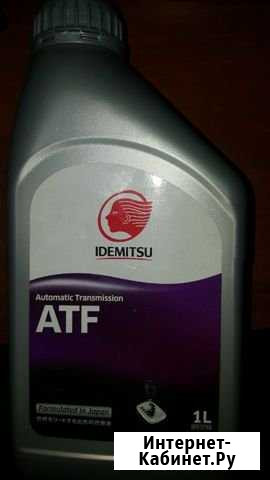 IDEMITSU
Automatic Transmission
ATF
Formulated in Japan
1L
Интернет-
Кабинет.Ру